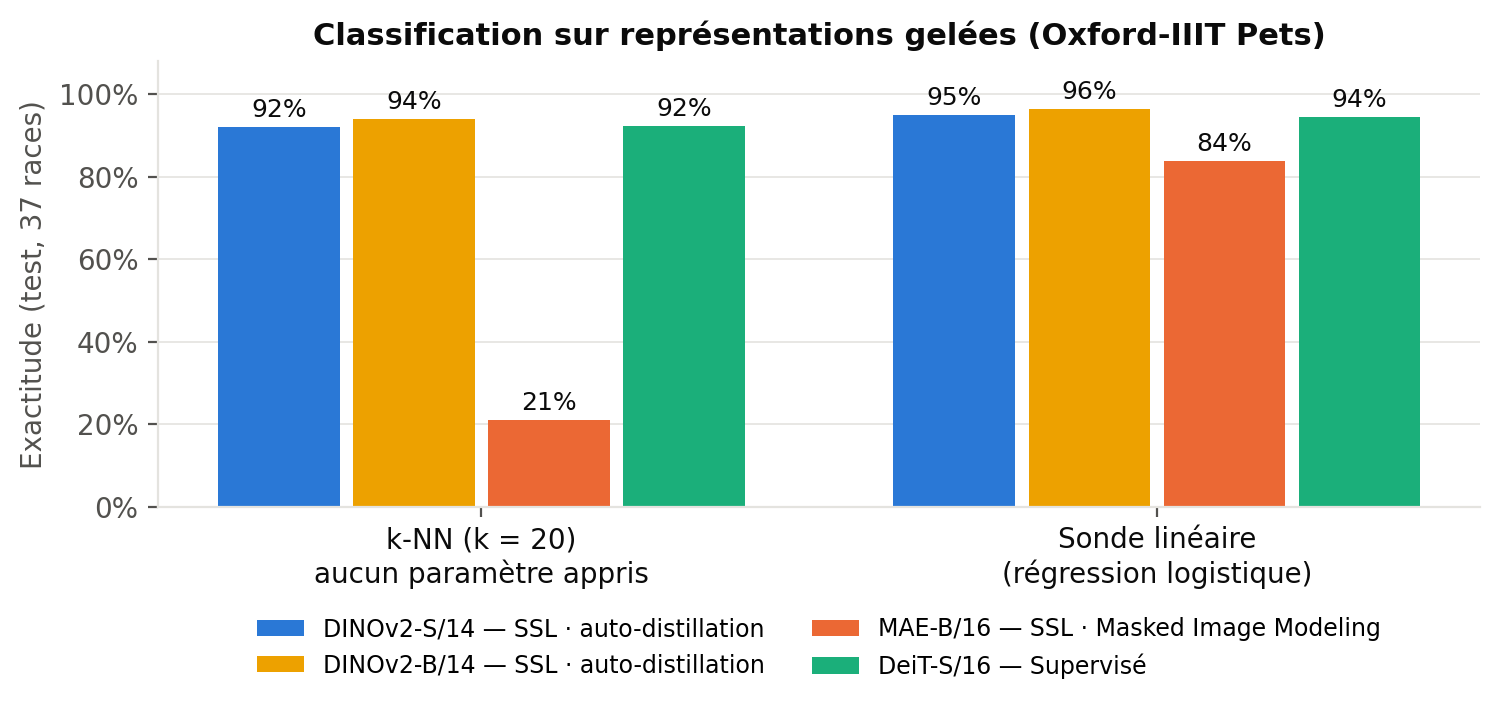 Classification sur représentations gelées (Oxford-IIIT Pets)
Exactitude (test, 37 races)
100%
80%
60%
40%
20%
0%
92%
94%
21%
92%
95%
96%
84%
94%
k-NN (k = 20)
aucun paramètre appris
Sonde linéaire
(régression logistique)
DINOv2-S/14 — SSL · auto-distillation
DINOv2-B/14 — SSL · auto-distillation
MAE-B/16 — SSL · Masked Image Modeling
DeiT-S/16 — Supervisé